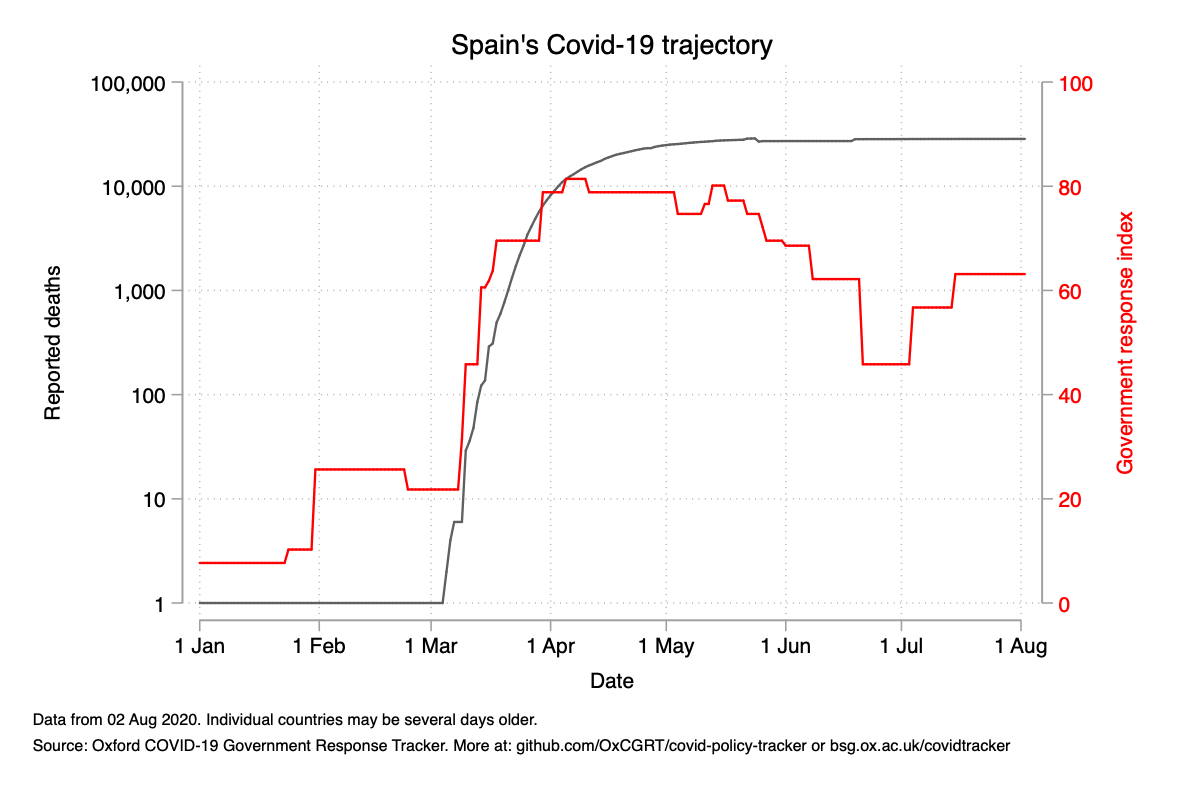 Spain's Covid-19 trajectory
100,000
10,000
1,000
100
10
1
Reported deaths
100
80
60
40
20
0
Government response index
1 Jan 1 Feb 1 Mar 1 Apr 1 May 1 Jun 1 Jul 1 Aug
Date
Data from 02 Aug 2020. Individual countries may be several days older.
Source: Oxford COVID-19 Government Response Tracker. More at: github.com/OxCGRT/covid-policy-tracker or bsg.ox.ac.uk/covidtracker